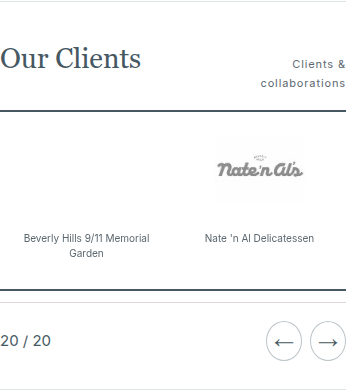 Our Clients
Clients &
collaborations
Nate'n Al's
Beverly Hills 9/11 Memorial
Garden
Nate 'n Al Delicatessen
20 / 20